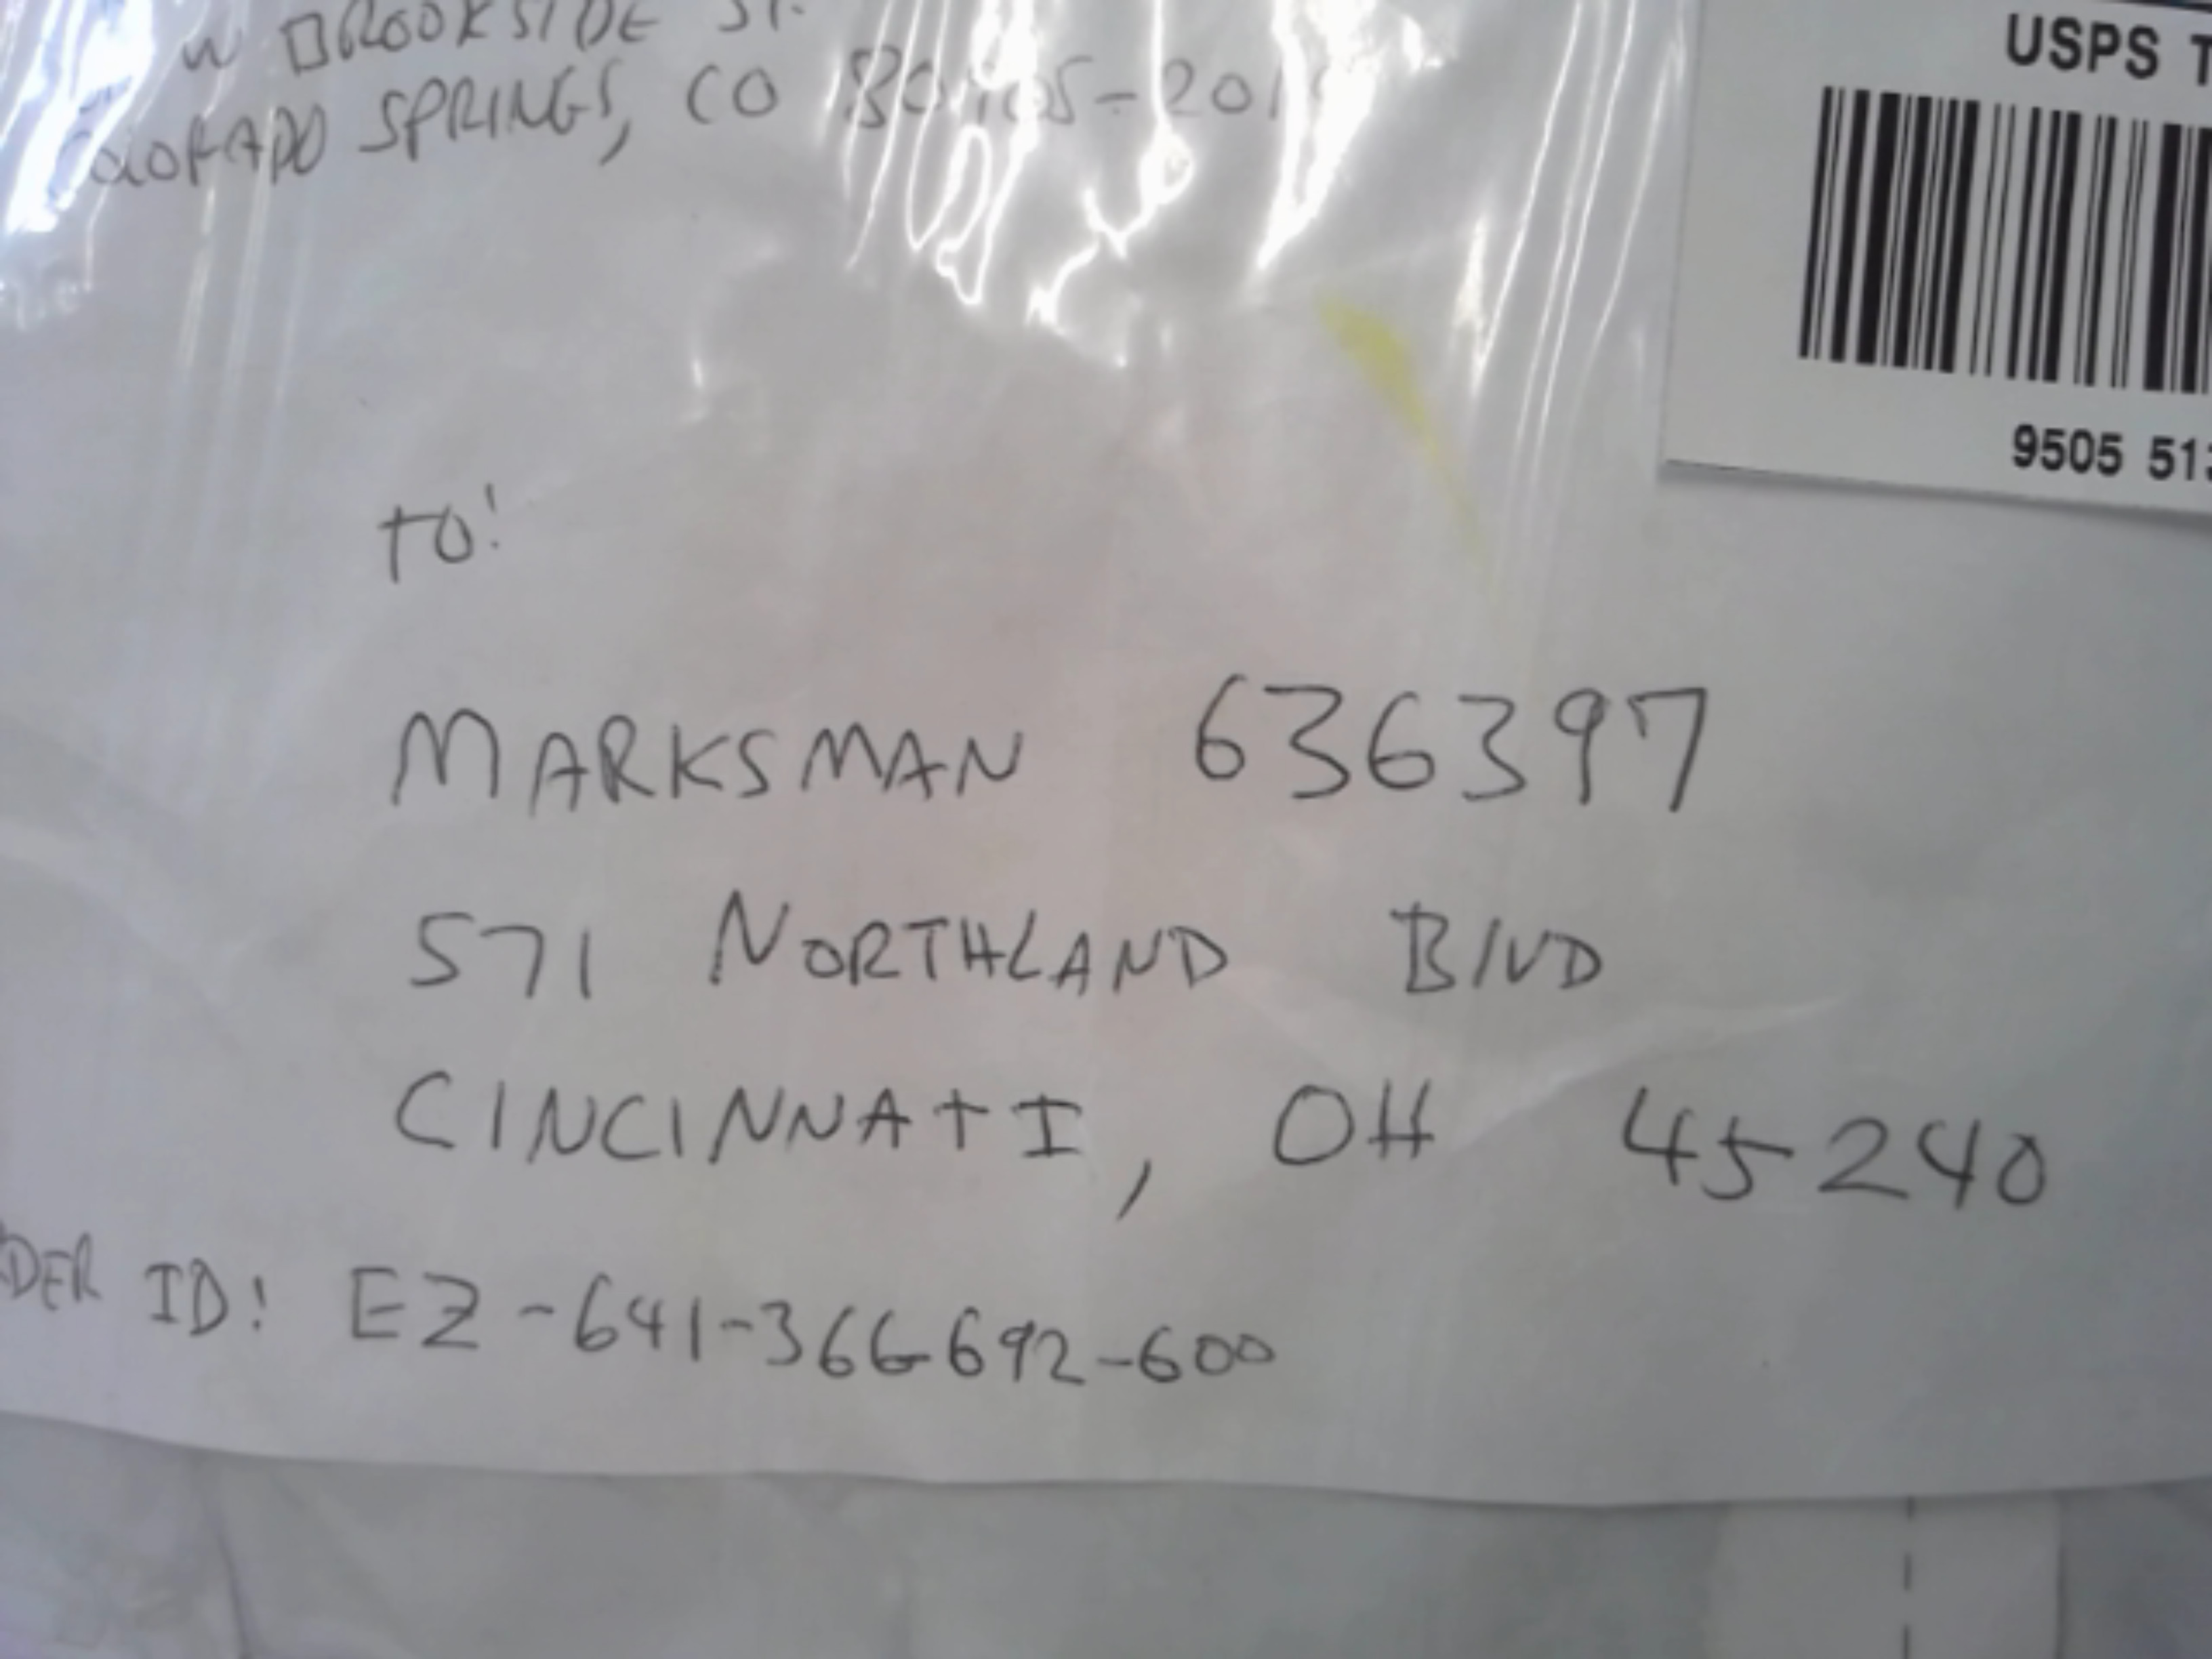 W BROOKSIDE ST.
COLORADO SPRINGS, CO
USPS
9505
TO:
MARKSMAN 636397
571 NORTHLAND BLVD
CINCINNATI, OH 45240
ID: EZ-641-366692-600